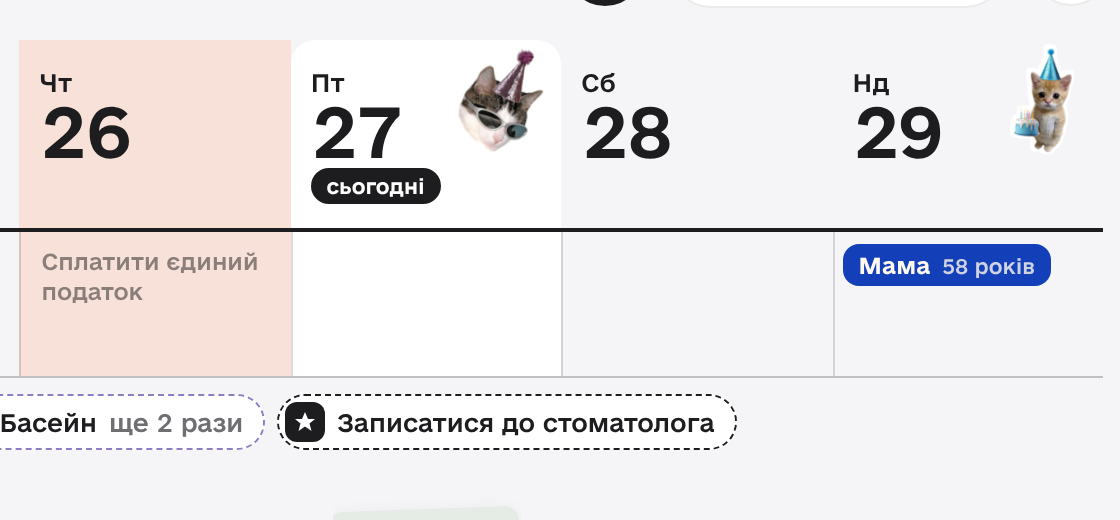 Чт
26
Пт
27
сьогодні
Сб
28
Нд
29
Сплатити єдиний
податок
Мама 58 років
Басейн ще 2 рази
Записатися до стоматолога